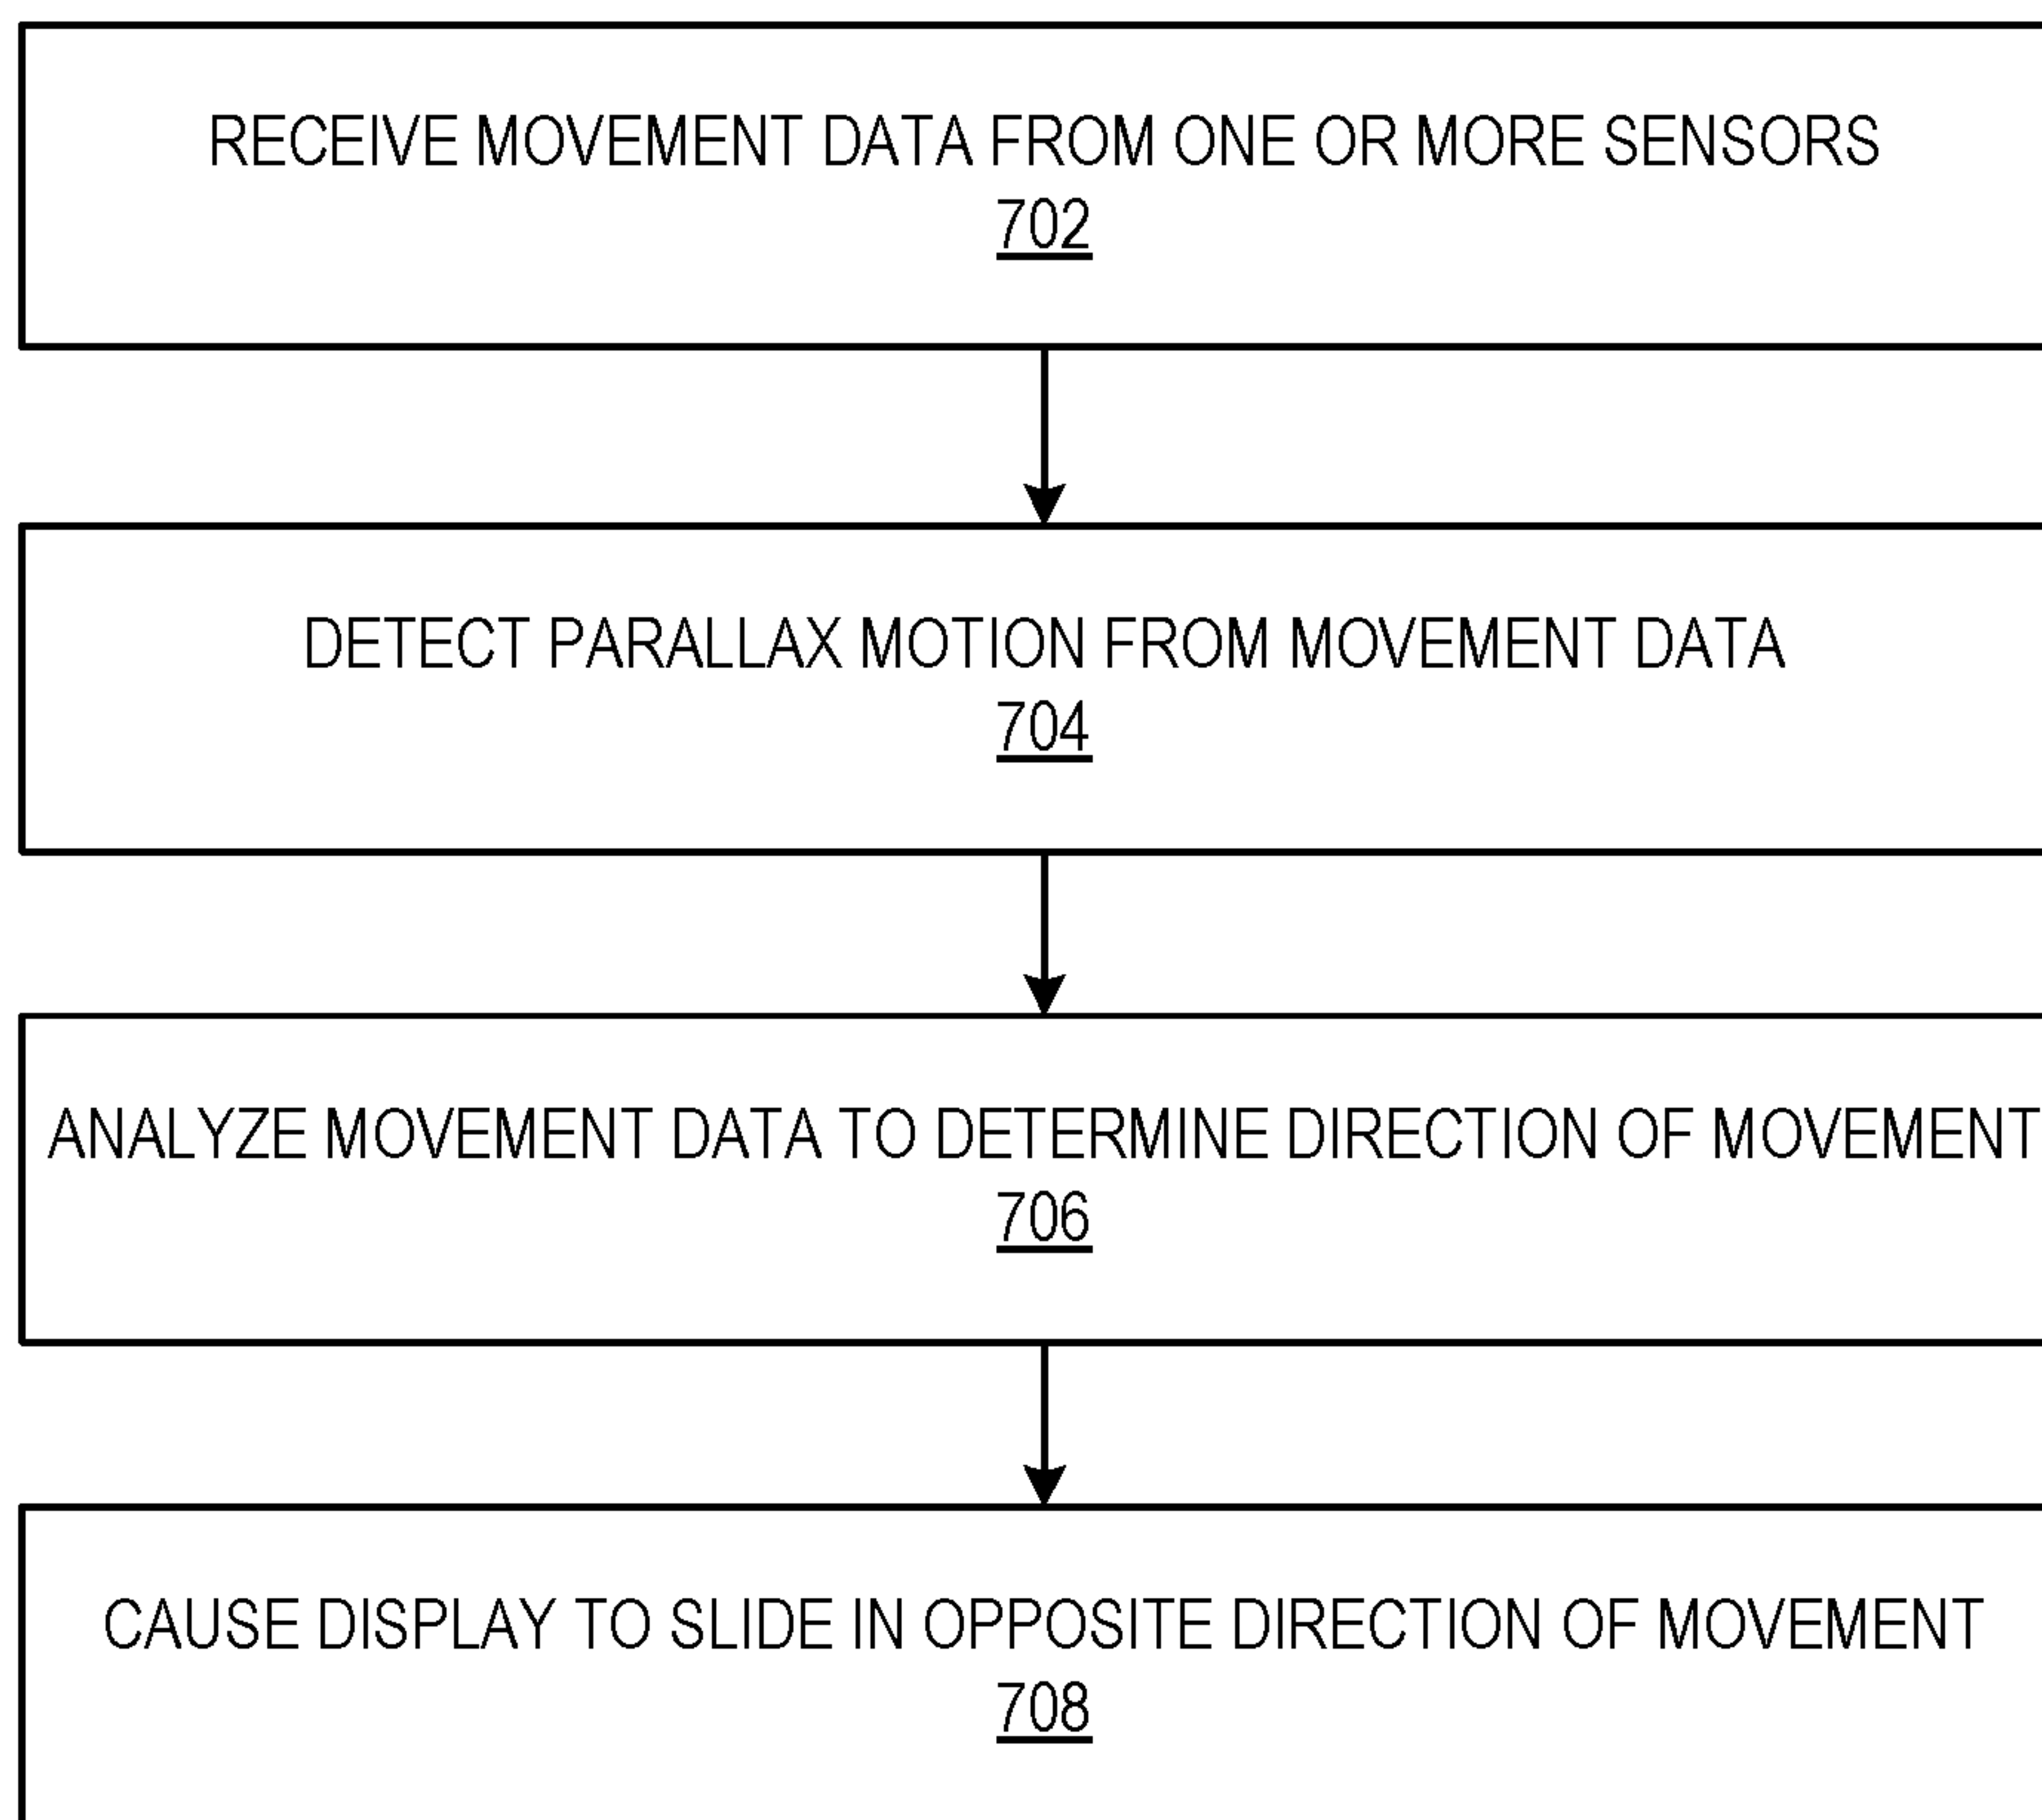 RECEIVE MOVEMENT DATA FROM ONE OR MORE SENSORS
702
DETECT PARALLAX MOTION FROM MOVEMENT DATA
704
ANALYZE MOVEMENT DATA TO DETERMINE DIRECTION OF MOVEMENT
706
CAUSE DISPLAY TO SLIDE IN OPPOSITE DIRECTION OF MOVEMENT
708